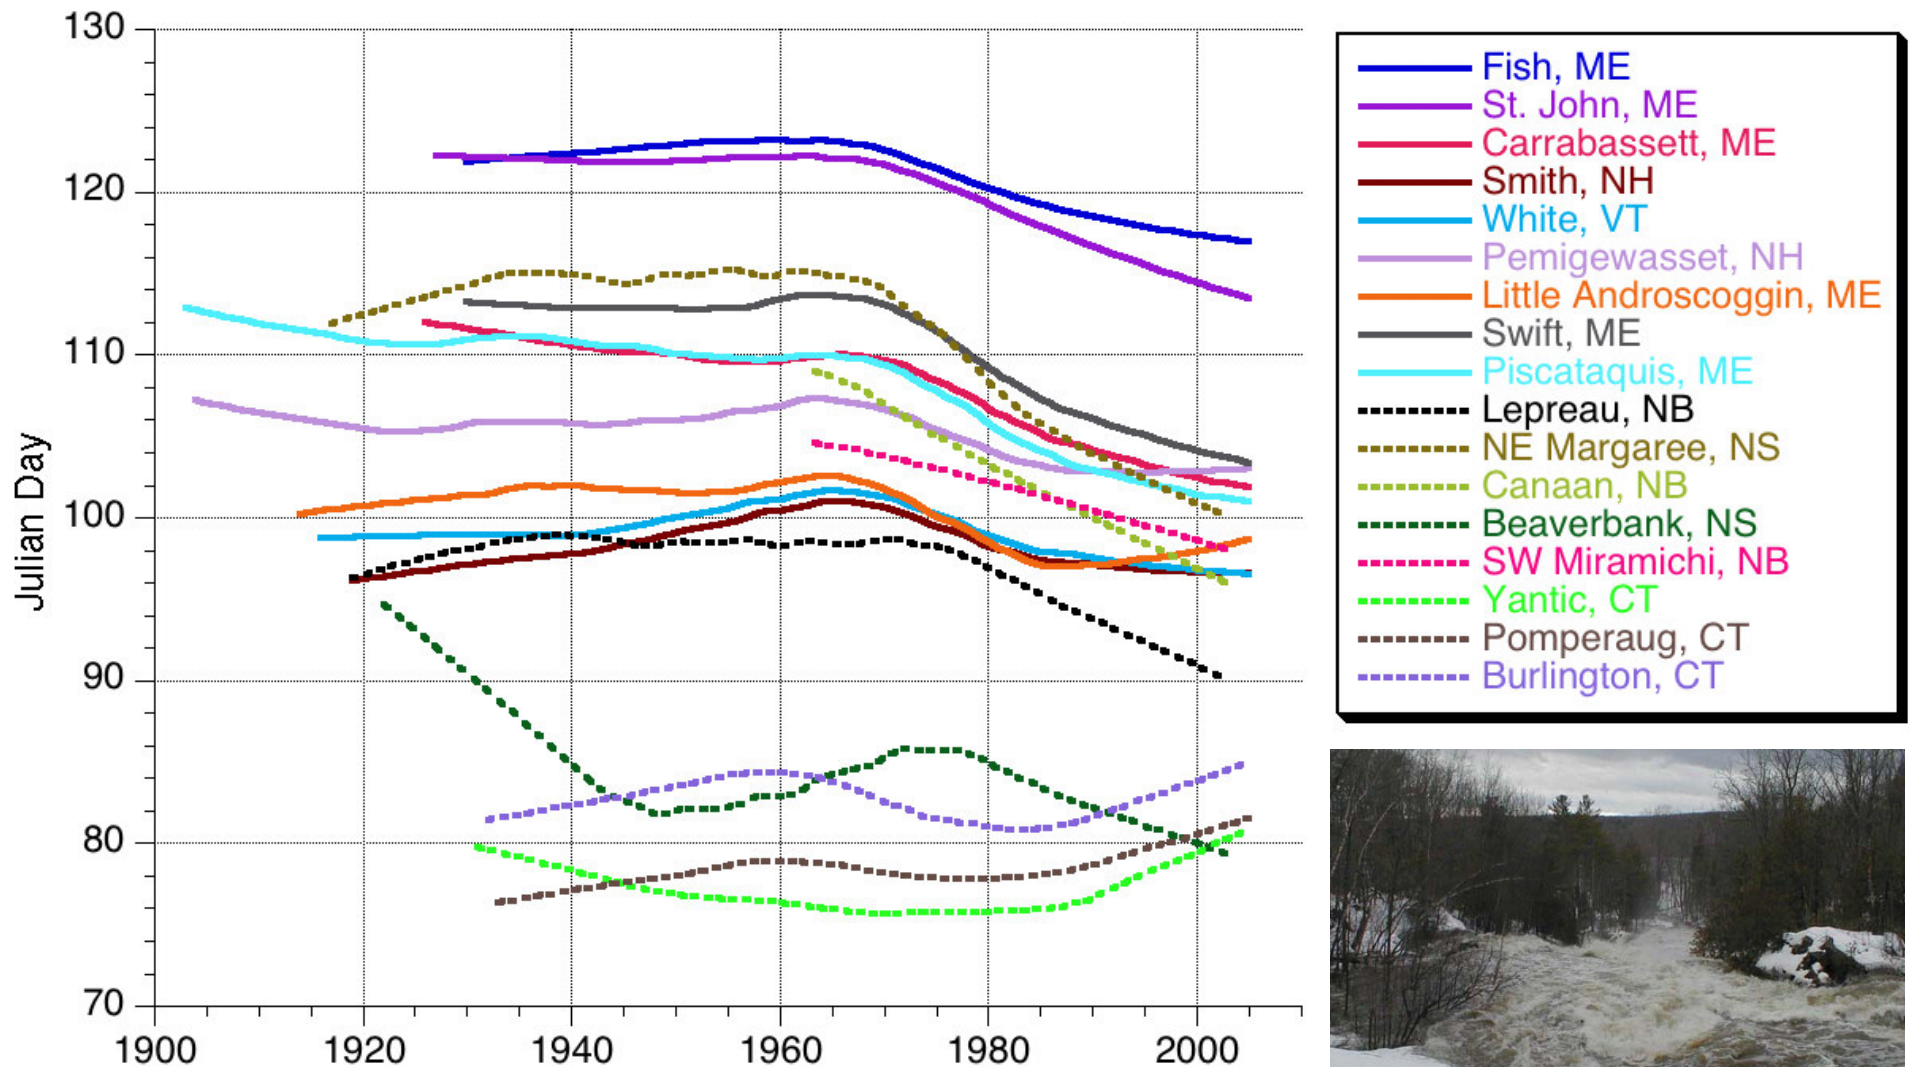 130
120
110
100
90
80
70
Julian Day
1900 1920 1940 1960 1980 2000
Fish, ME
St. John, ME
Carrabassett, ME
Smith, NH
White, VT
Pemigewasset, NH
Little Androscoggin, ME
Swift, ME
Piscataquis, ME
Lepreau, NB
NE Margaree, NS
Canaan, NB
Beaverbank, NS
SW Miramichi, NB
Yantic, CT
Pomperaug, CT
Burlington, CT